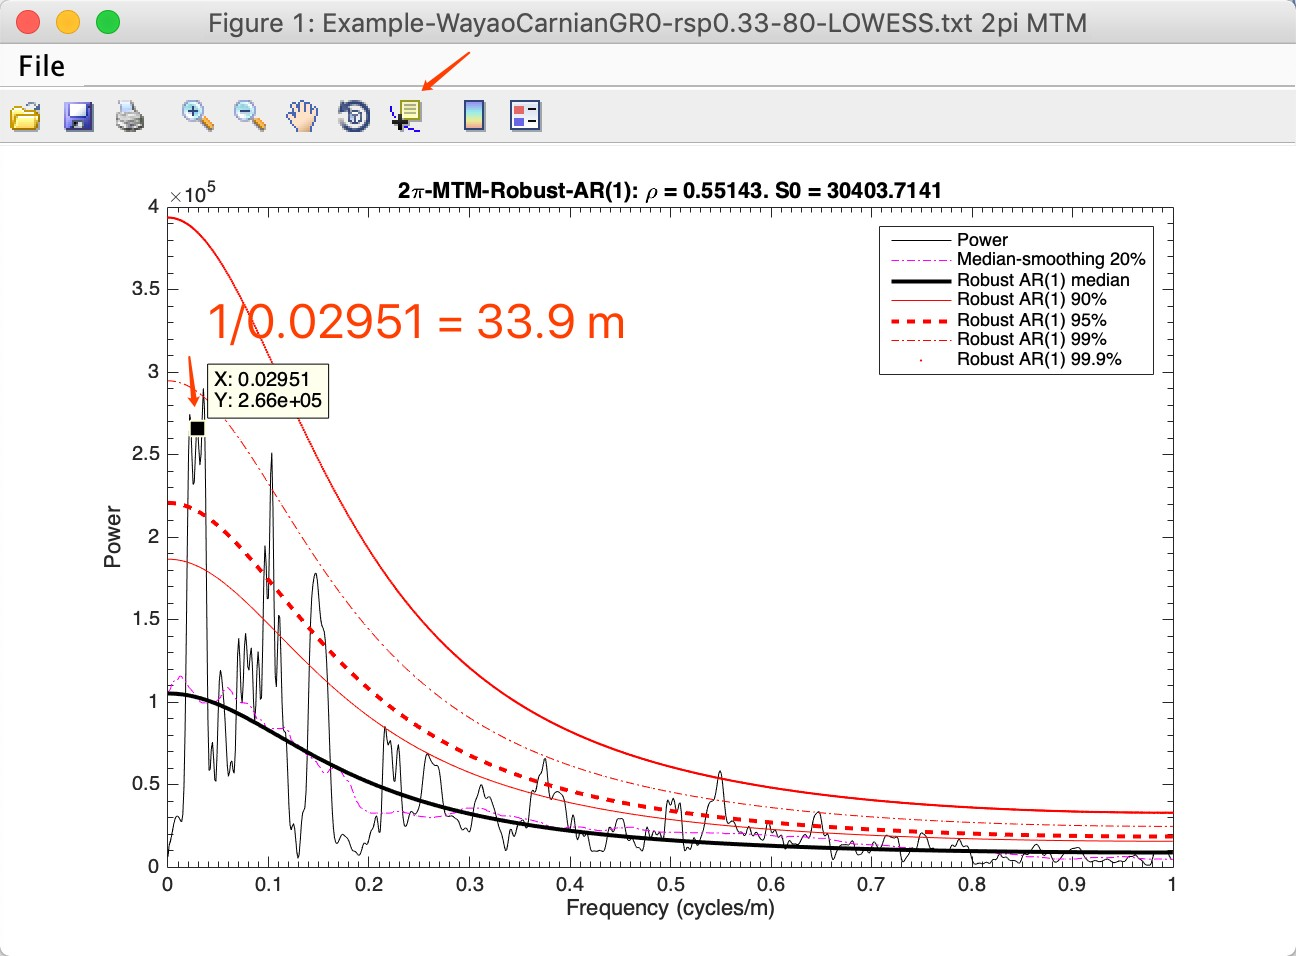 Figure 1: Example-WayaoCarnianGR0-rsp0.33-80-LOWESS.txt 2pi MTM
File
×10⁵
2π-MTM-Robust-AR(1): ρ = 0.55143. S0 = 30403.7141
4
3.5
3
2.5
2
1.5
1
0.5
0
Power
1/0.02951 = 33.9 m
X: 0.02951
Y: 2.66e+05
Power
Median-smoothing 20%
Robust AR(1) median
Robust AR(1) 90%
Robust AR(1) 95%
Robust AR(1) 99%
Robust AR(1) 99.9%
0 0.1 0.2 0.3 0.4 0.5 0.6 0.7 0.8 0.9 1
Frequency (cycles/m)